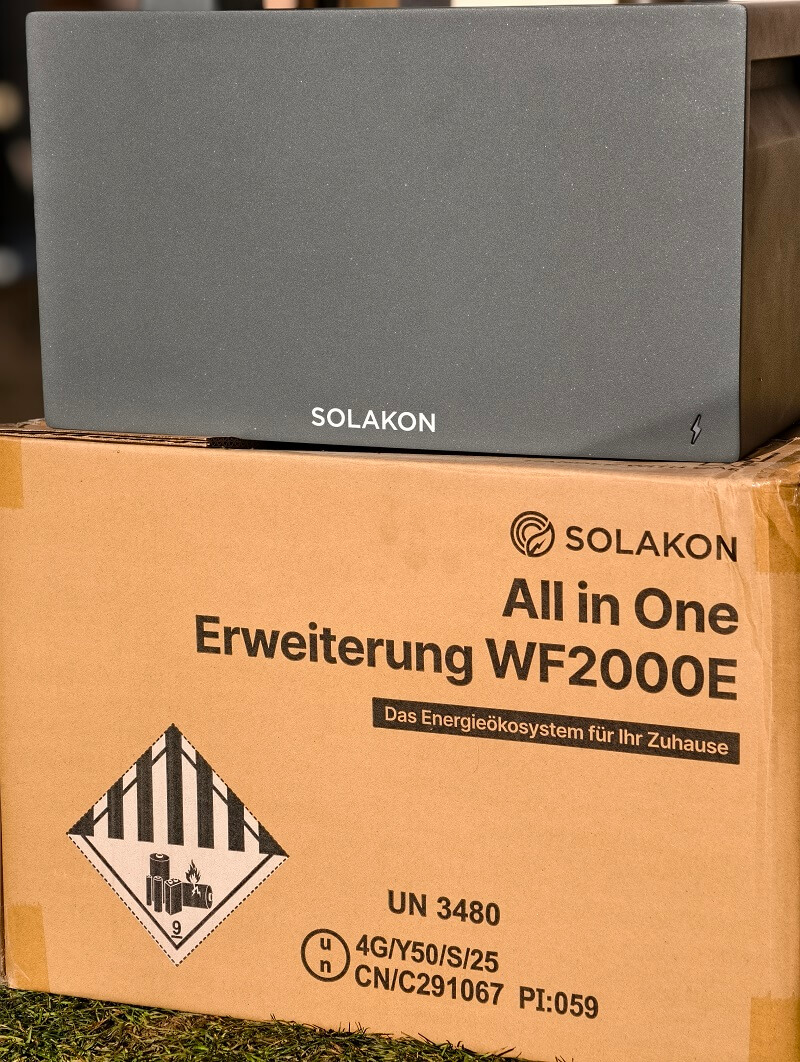 SOLAKON
SOLAKON
All in One
Erweiterung WF2000E
Das Energieökosystem für Ihr Zuhause
9
UN 3480
u
n
4G/Y50/S/25
CN/C291067 PI:059